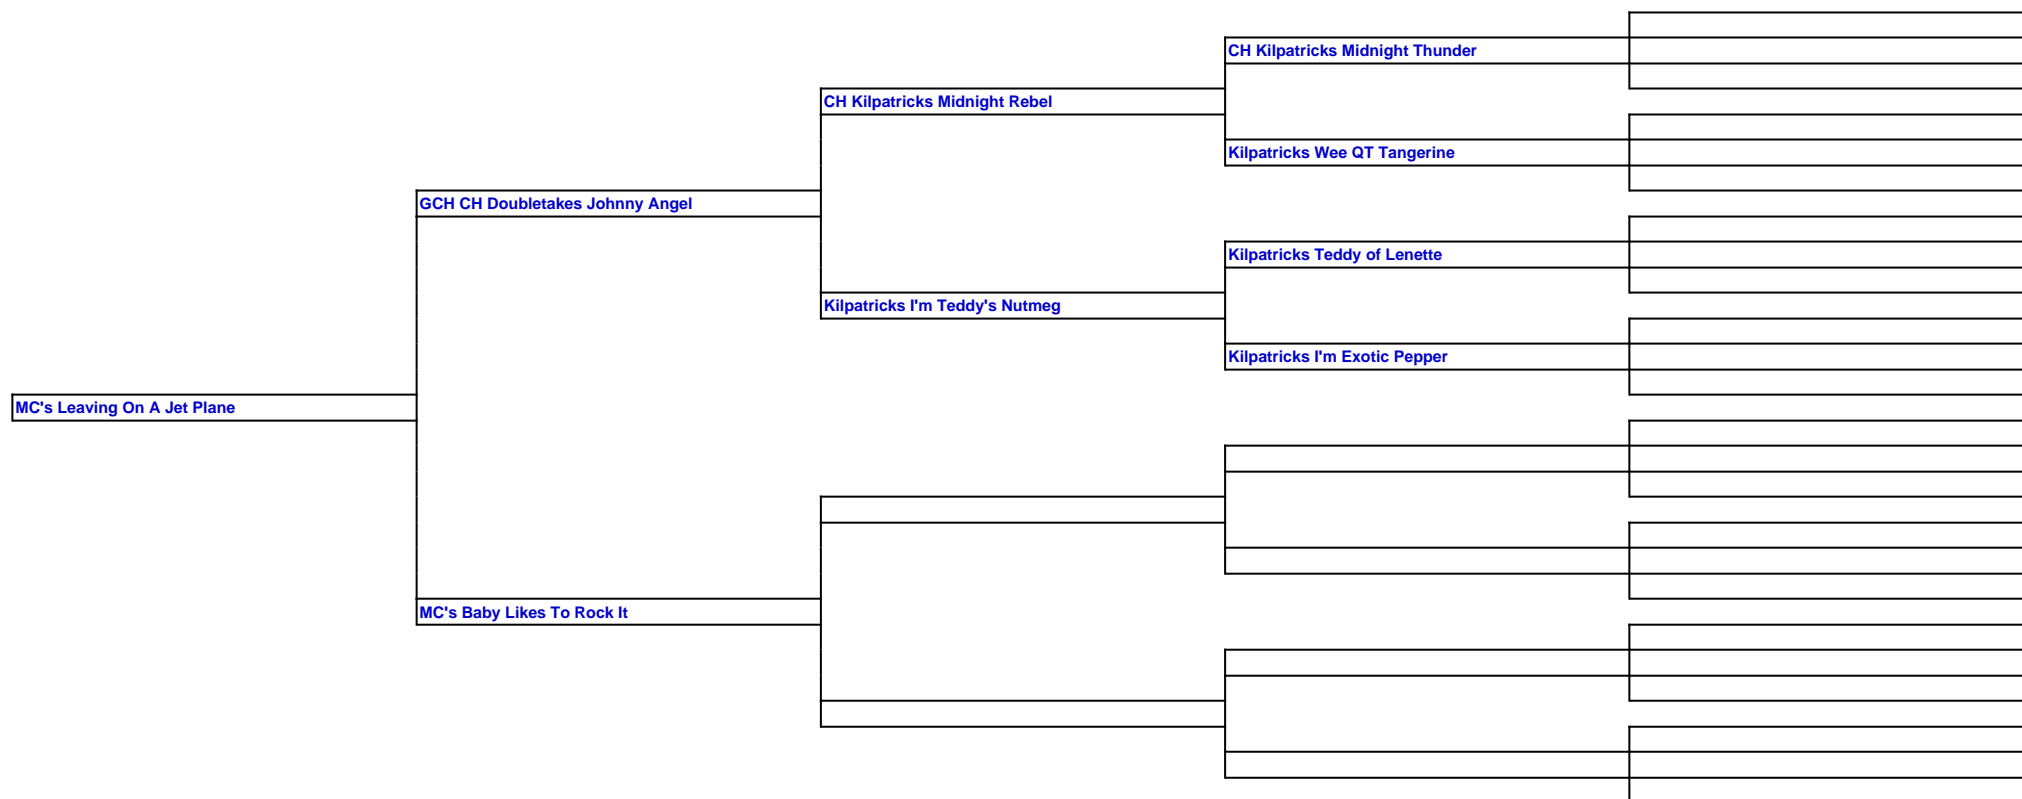 CH Kilpatricks Midnight Thunder
CH Kilpatricks Midnight Rebel
Kilpatricks Wee QT Tangerine
GCH CH Doubletakes Johnny Angel
Kilpatricks Teddy of Lenette
Kilpatricks I'm Teddy's Nutmeg
Kilpatricks I'm Exotic Pepper
MC's Leaving On A Jet Plane
MC's Baby Likes To Rock It